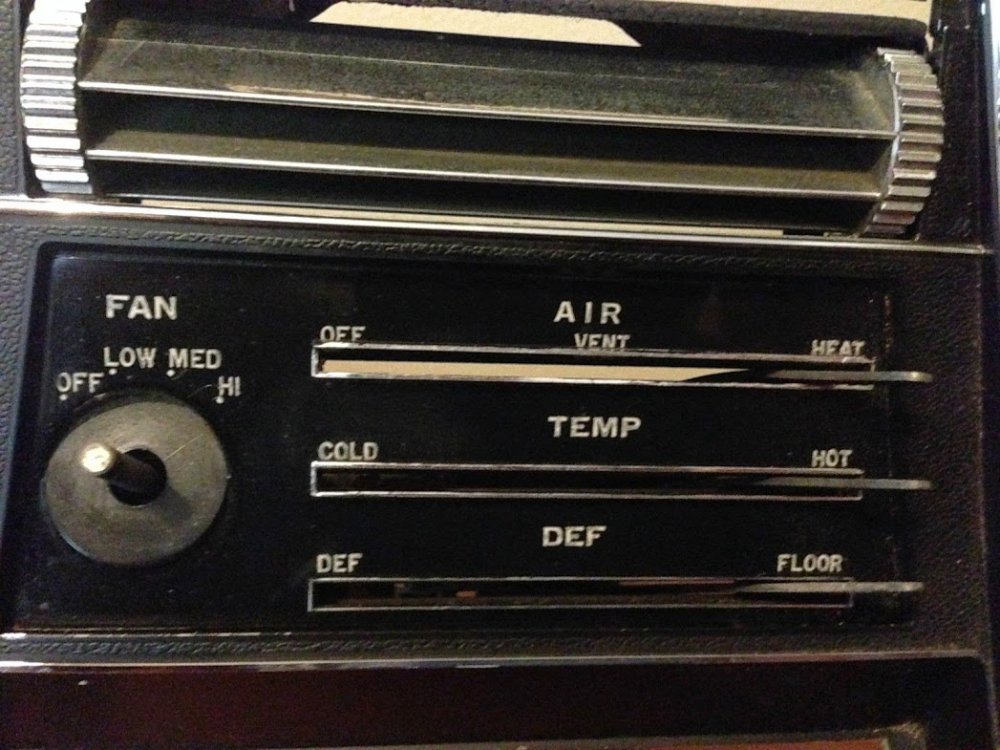 FAN
OFF LOW MED HI
AIR
OFF VENT HEAT
TEMP
COLD HOT
DEF
DEF FLOOR